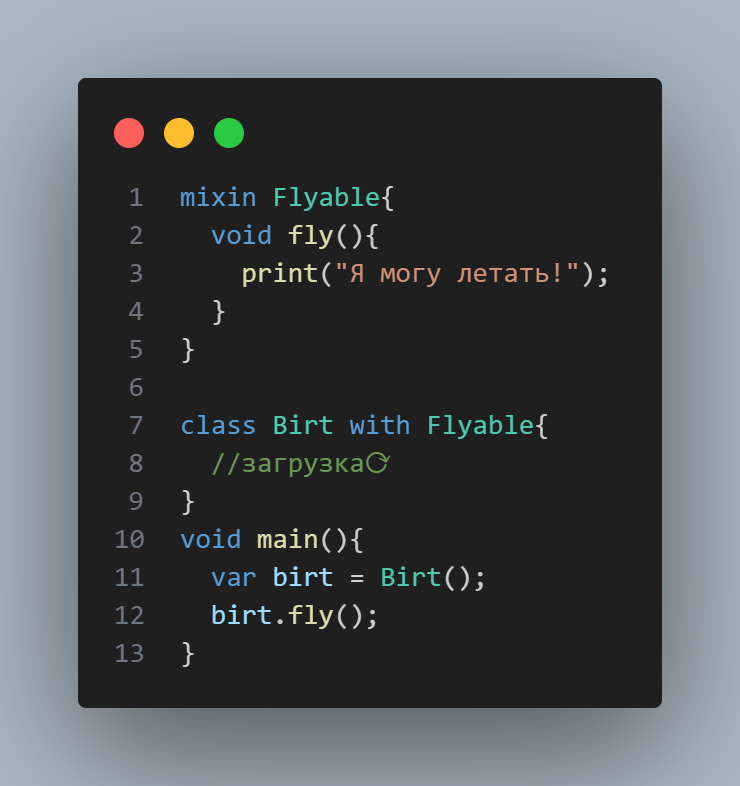 1 mixin Flyable{
2   void fly(){
3     print("Я могу летать!");
4   }
5 }
6
7 class Birt with Flyable{
8   //загрузка⟳
9 }
10 void main(){
11   var birt = Birt();
12   birt.fly();
13 }